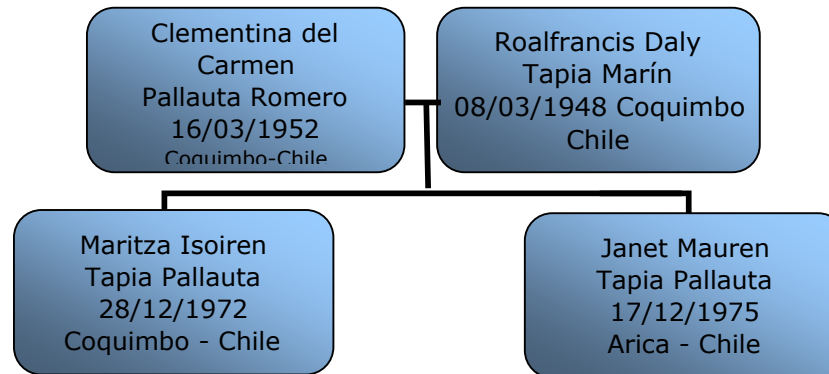 Clementina del
Carmen
Pallauta Romero
16/03/1952
Coquimbo-Chile
Roalfrancis Daly
Tapia Marín
08/03/1948 Coquimbo
Chile
Maritza Isoiren
Tapia Pallauta
28/12/1972
Coquimbo - Chile
Janet Mauren
Tapia Pallauta
17/12/1975
Arica - Chile